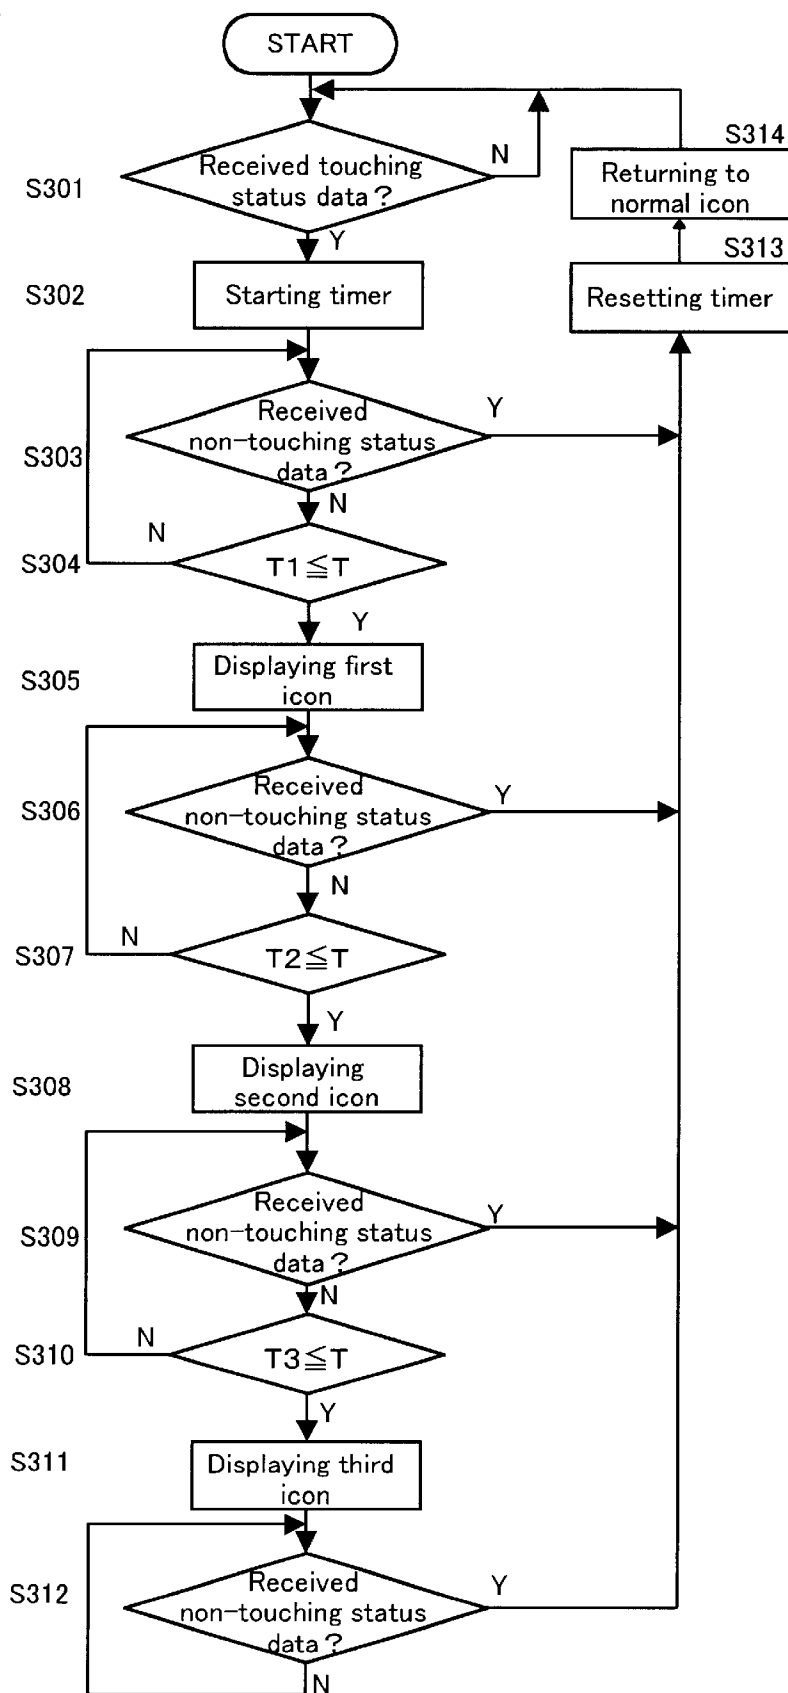 START
Received touching
status data?
N
S301
Y
S314
Returning to
normal icon
S313
Resetting timer
S302
Starting timer
Received
non-touching status
data?
Y
S303
N
N
S304
T1≦T
Y
S305
Displaying first
icon
Received
non-touching status
data?
Y
S306
N
N
S307
T2≦T
Y
S308
Displaying
second icon
Received
non-touching status
data?
Y
S309
N
N
S310
T3≦T
Y
S311
Displaying third
icon
Received
non-touching status
data?
Y
S312
N